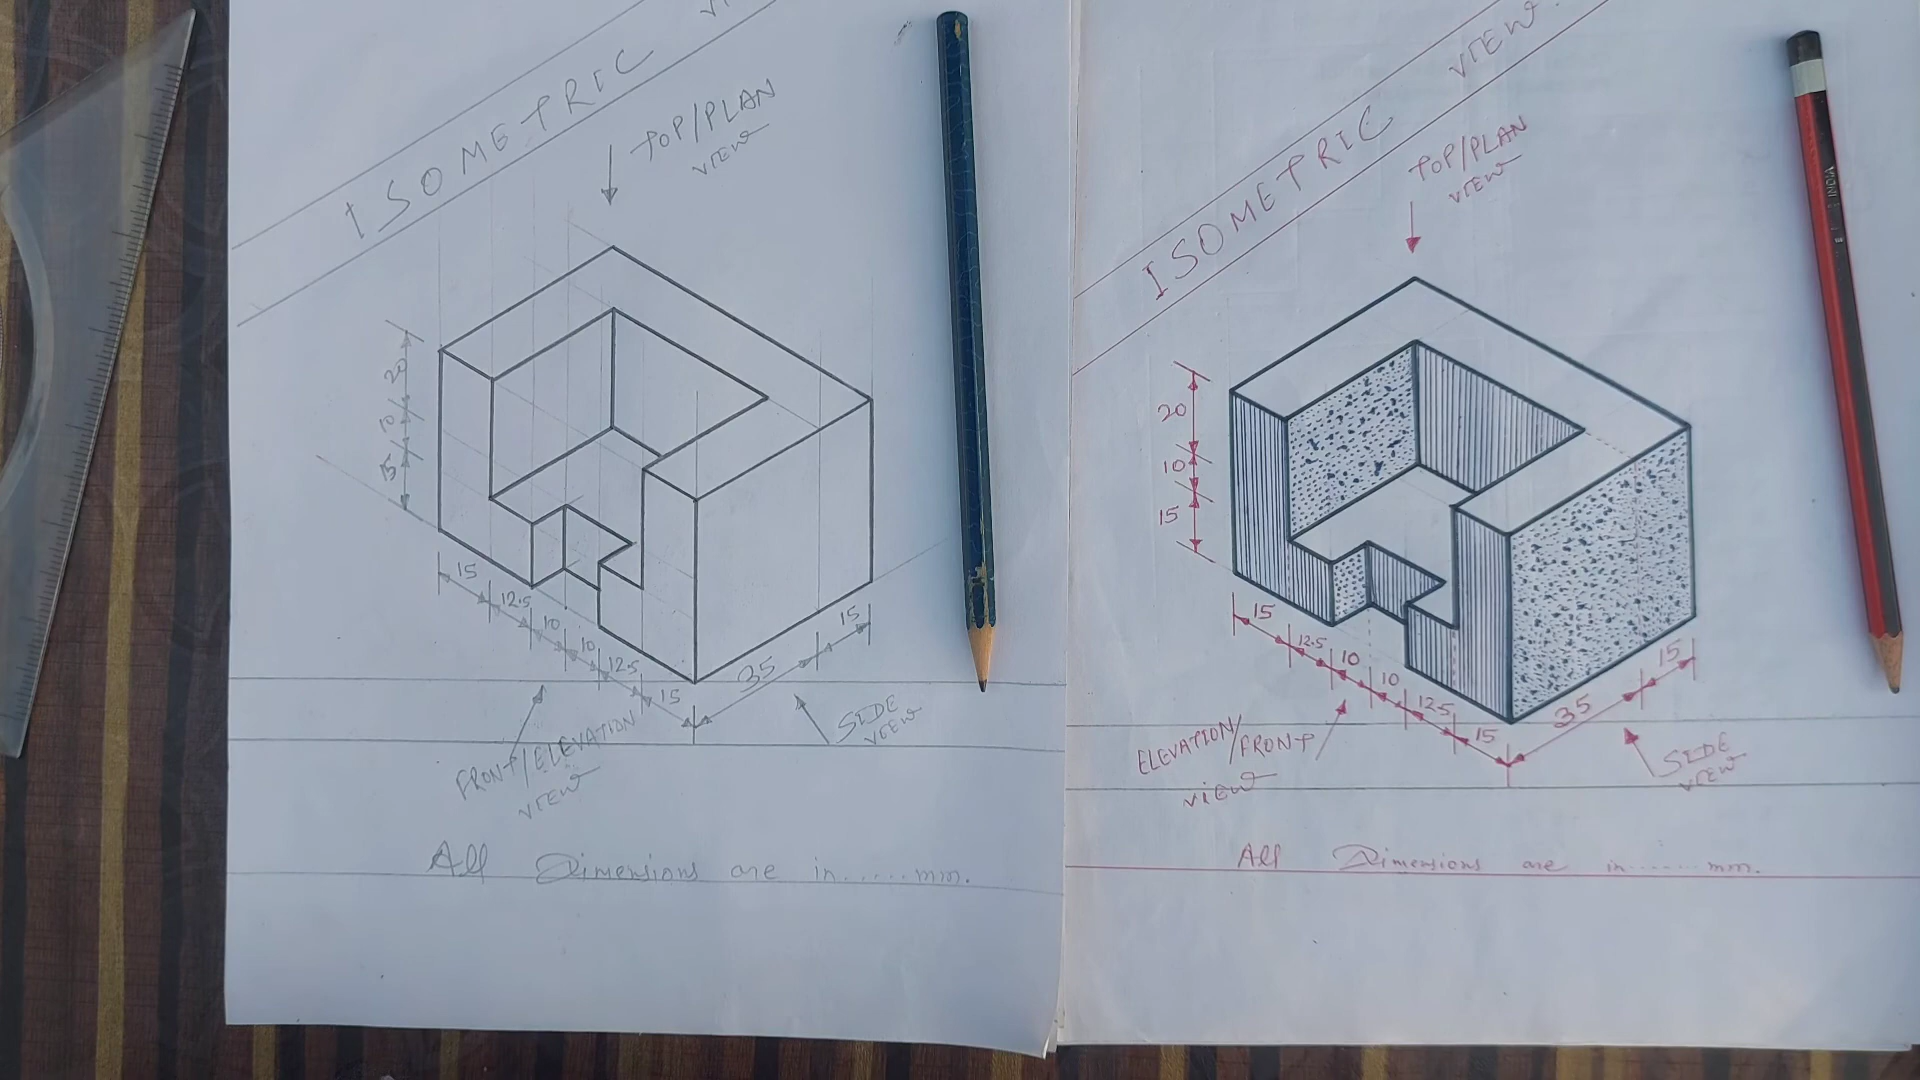 ISOMETRIC
TOP/PLAN
VIEW
20
10
15
15
12.5
10
10
12.5
15
35
15
FRONT/ELEVATION
VIEW
SIDE
VIEW
All Dimensions are in.....mm.
ISOMETRIC VIEW.
TOP/PLAN
VIEW
20
10
15
15
12.5
10
10
12.5
15
35
15
ELEVATION/FRONT
VIEW
SIDE
VIEW
All Dimensions are in......mm.
INDIA